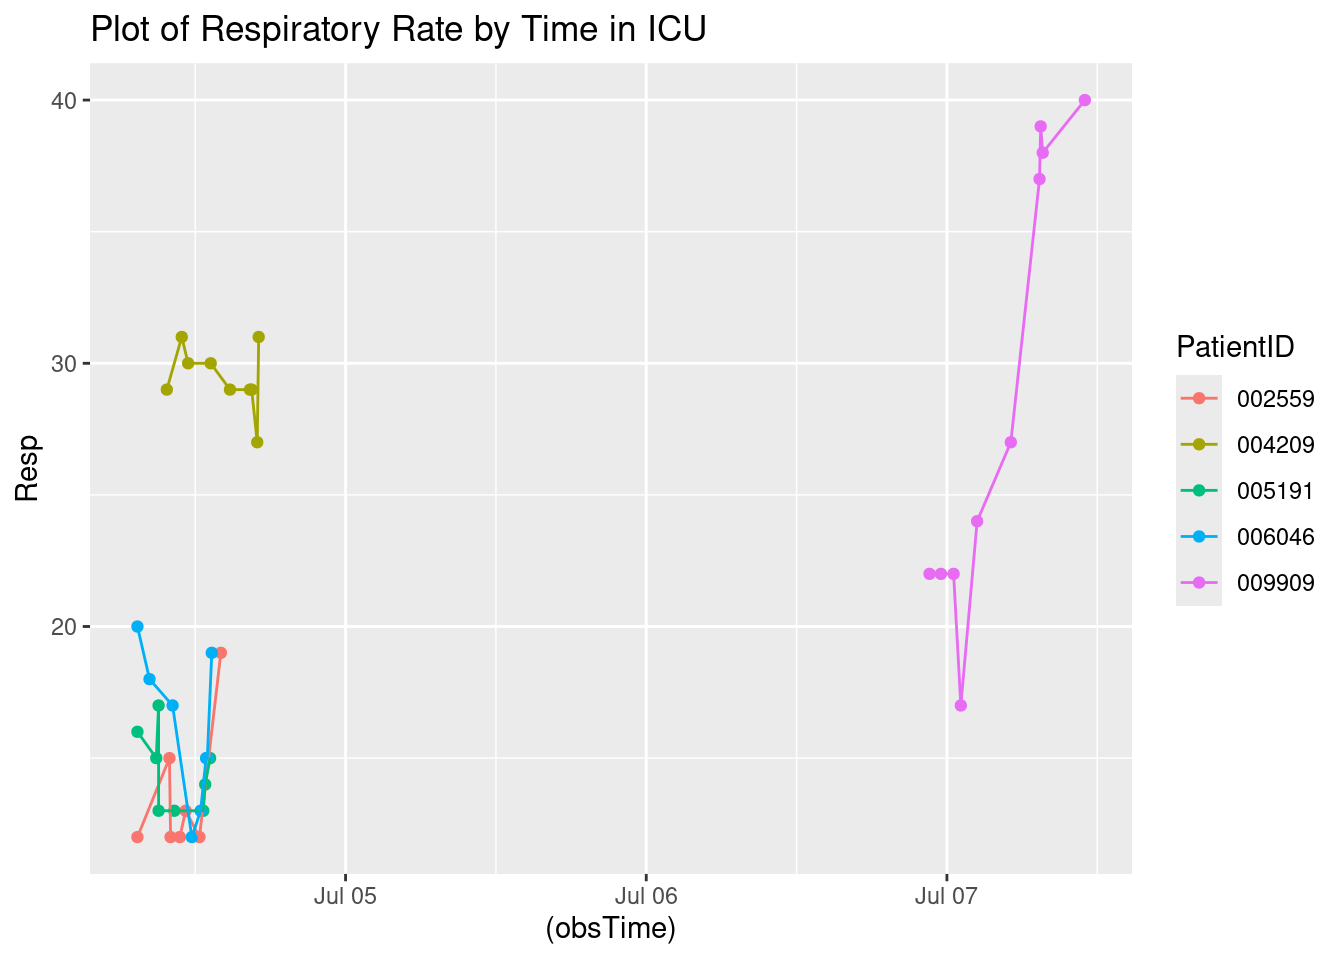 Plot of Respiratory Rate by Time in ICU
40
30
20
Resp
Jul 05
Jul 06
Jul 07
(obsTime)
PatientID
002559
004209
005191
006046
009909